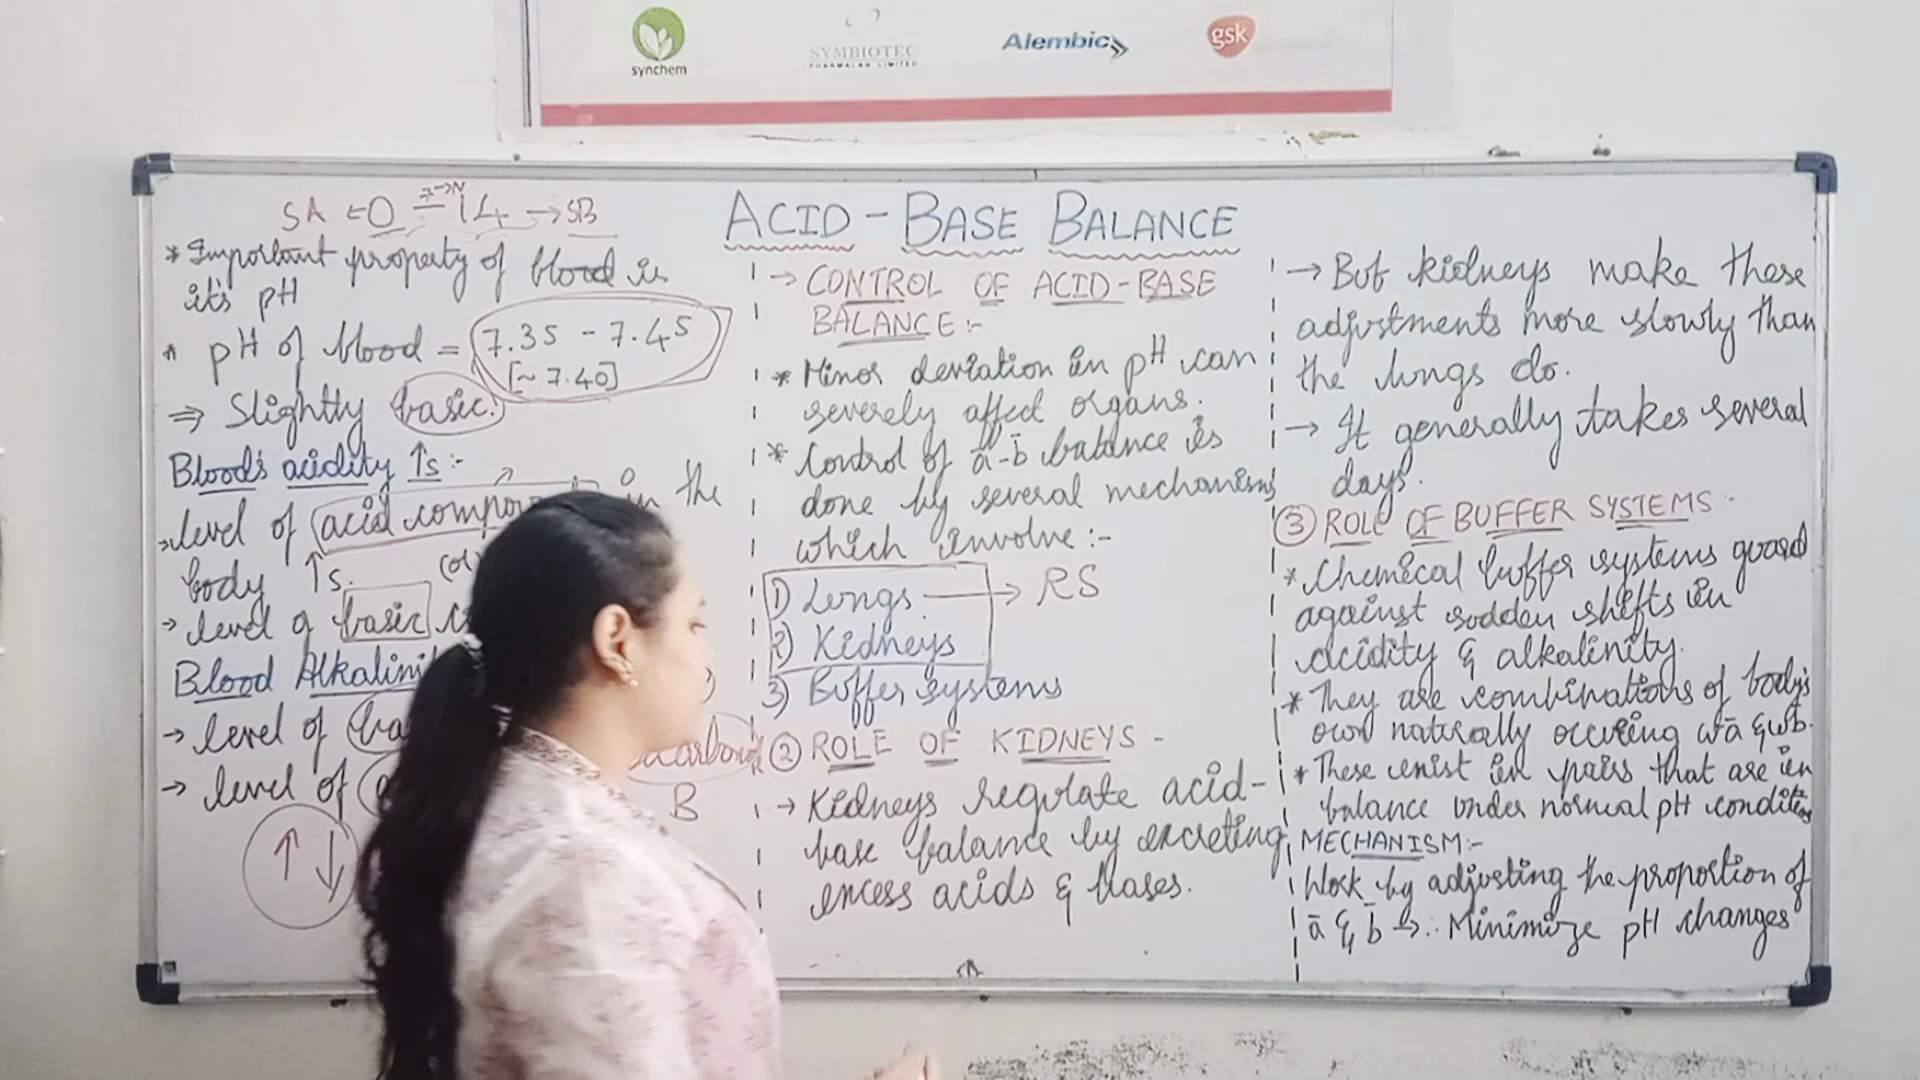 synchem
SYMBIOTEC
PHARMALAB LIMITED
Alembic
gsk
ACID-BASE BALANCE
SA ←0 7→N 14 →SB
* Important property of blood is
it's pH
* pH of blood = 7.35 - 7.45
[~ 7.40]
⇒ Slightly basic.
Blood's acidity ↑s :-
→ level of acid in the
body ↑s. (or)
→ level of basic
Blood
→ level of
→ level of
B
↑ ↓
→ CONTROL OF ACID-BASE
BALANCE:-
* Minor deviation in pH can
severely affect organs.
* Control of ā-b̄ balance is
done by several mechanisms
which involve:-
1) Lungs → RS
2) Kidneys
3) Buffer systems
② ROLE OF KIDNEYS -
→ Kidneys regulate acid-
base balance by excreting
excess acids & bases.
→ But kidneys make these
adjustments more slowly than
the lungs do.
→ It generally takes several
days.
③ ROLE OF BUFFER SYSTEMS :-
* Chemical buffer systems guard
against sudden shifts in
acidity & alkalinity.
* They are combinations of body's
own naturally occuring wā & wb.
* These exist in pairs that are in
balance under normal pH conditions
MECHANISM:-
Work by adjusting the proportion of
ā & b̄ → ∴ Minimize pH changes